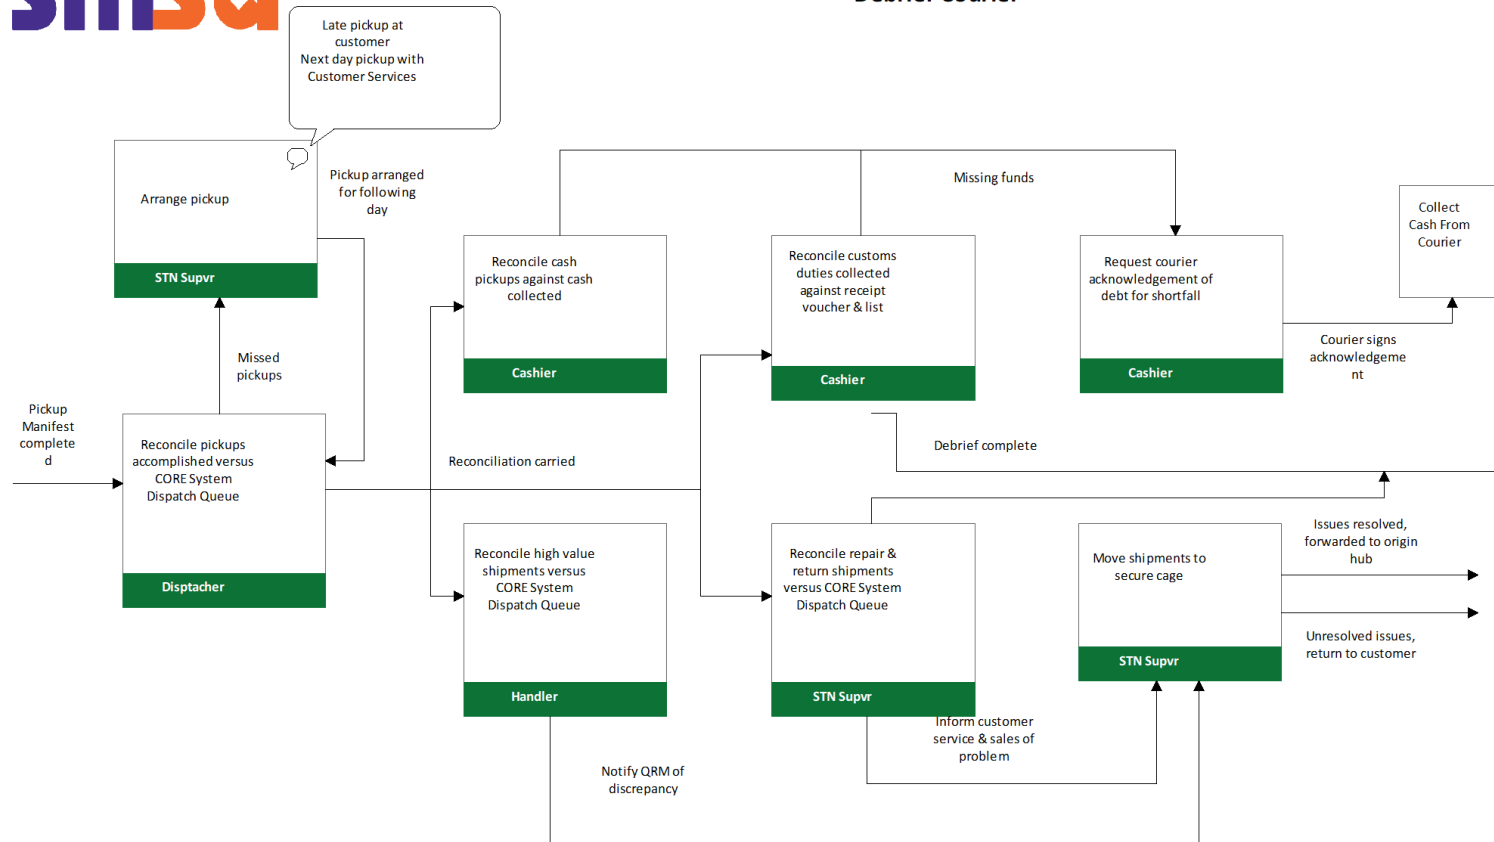 smsa
Debrief Courier
Late pickup at
customer
Next day pickup with
Customer Services
Arrange pickup
STN Supvr
Pickup arranged
for following
day
Missed
pickups
Pickup
Manifest
complete
d
Reconcile pickups
accomplished versus
CORE System
Dispatch Queue
Disptacher
Reconcile cash
pickups against cash
collected
Cashier
Reconcile customs
duties collected
against receipt
voucher & list
Cashier
Missing funds
Request courier
acknowledgement of
debt for shortfall
Cashier
Collect
Cash From
Courier
Courier signs
acknowledgeme
nt
Reconciliation carried
Debrief complete
Reconcile high value
shipments versus
CORE System
Dispatch Queue
Handler
Reconcile repair &
return shipments
versus CORE System
Dispatch Queue
STN Supvr
Move shipments to
secure cage
STN Supvr
Issues resolved,
forwarded to origin
hub
Unresolved issues,
return to customer
Inform customer
service & sales of
problem
Notify QRM of
discrepancy